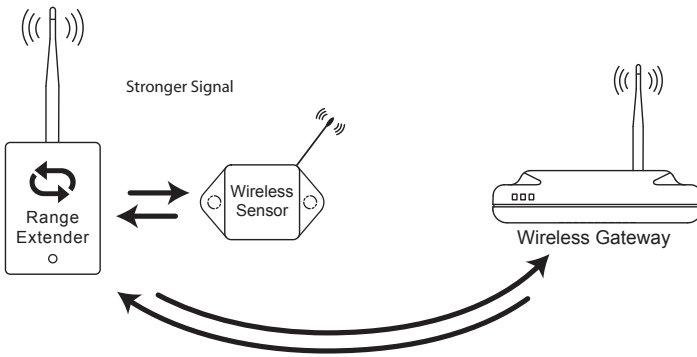 Stronger Signal
Range
Extender
Wireless
Sensor
Wireless Gateway